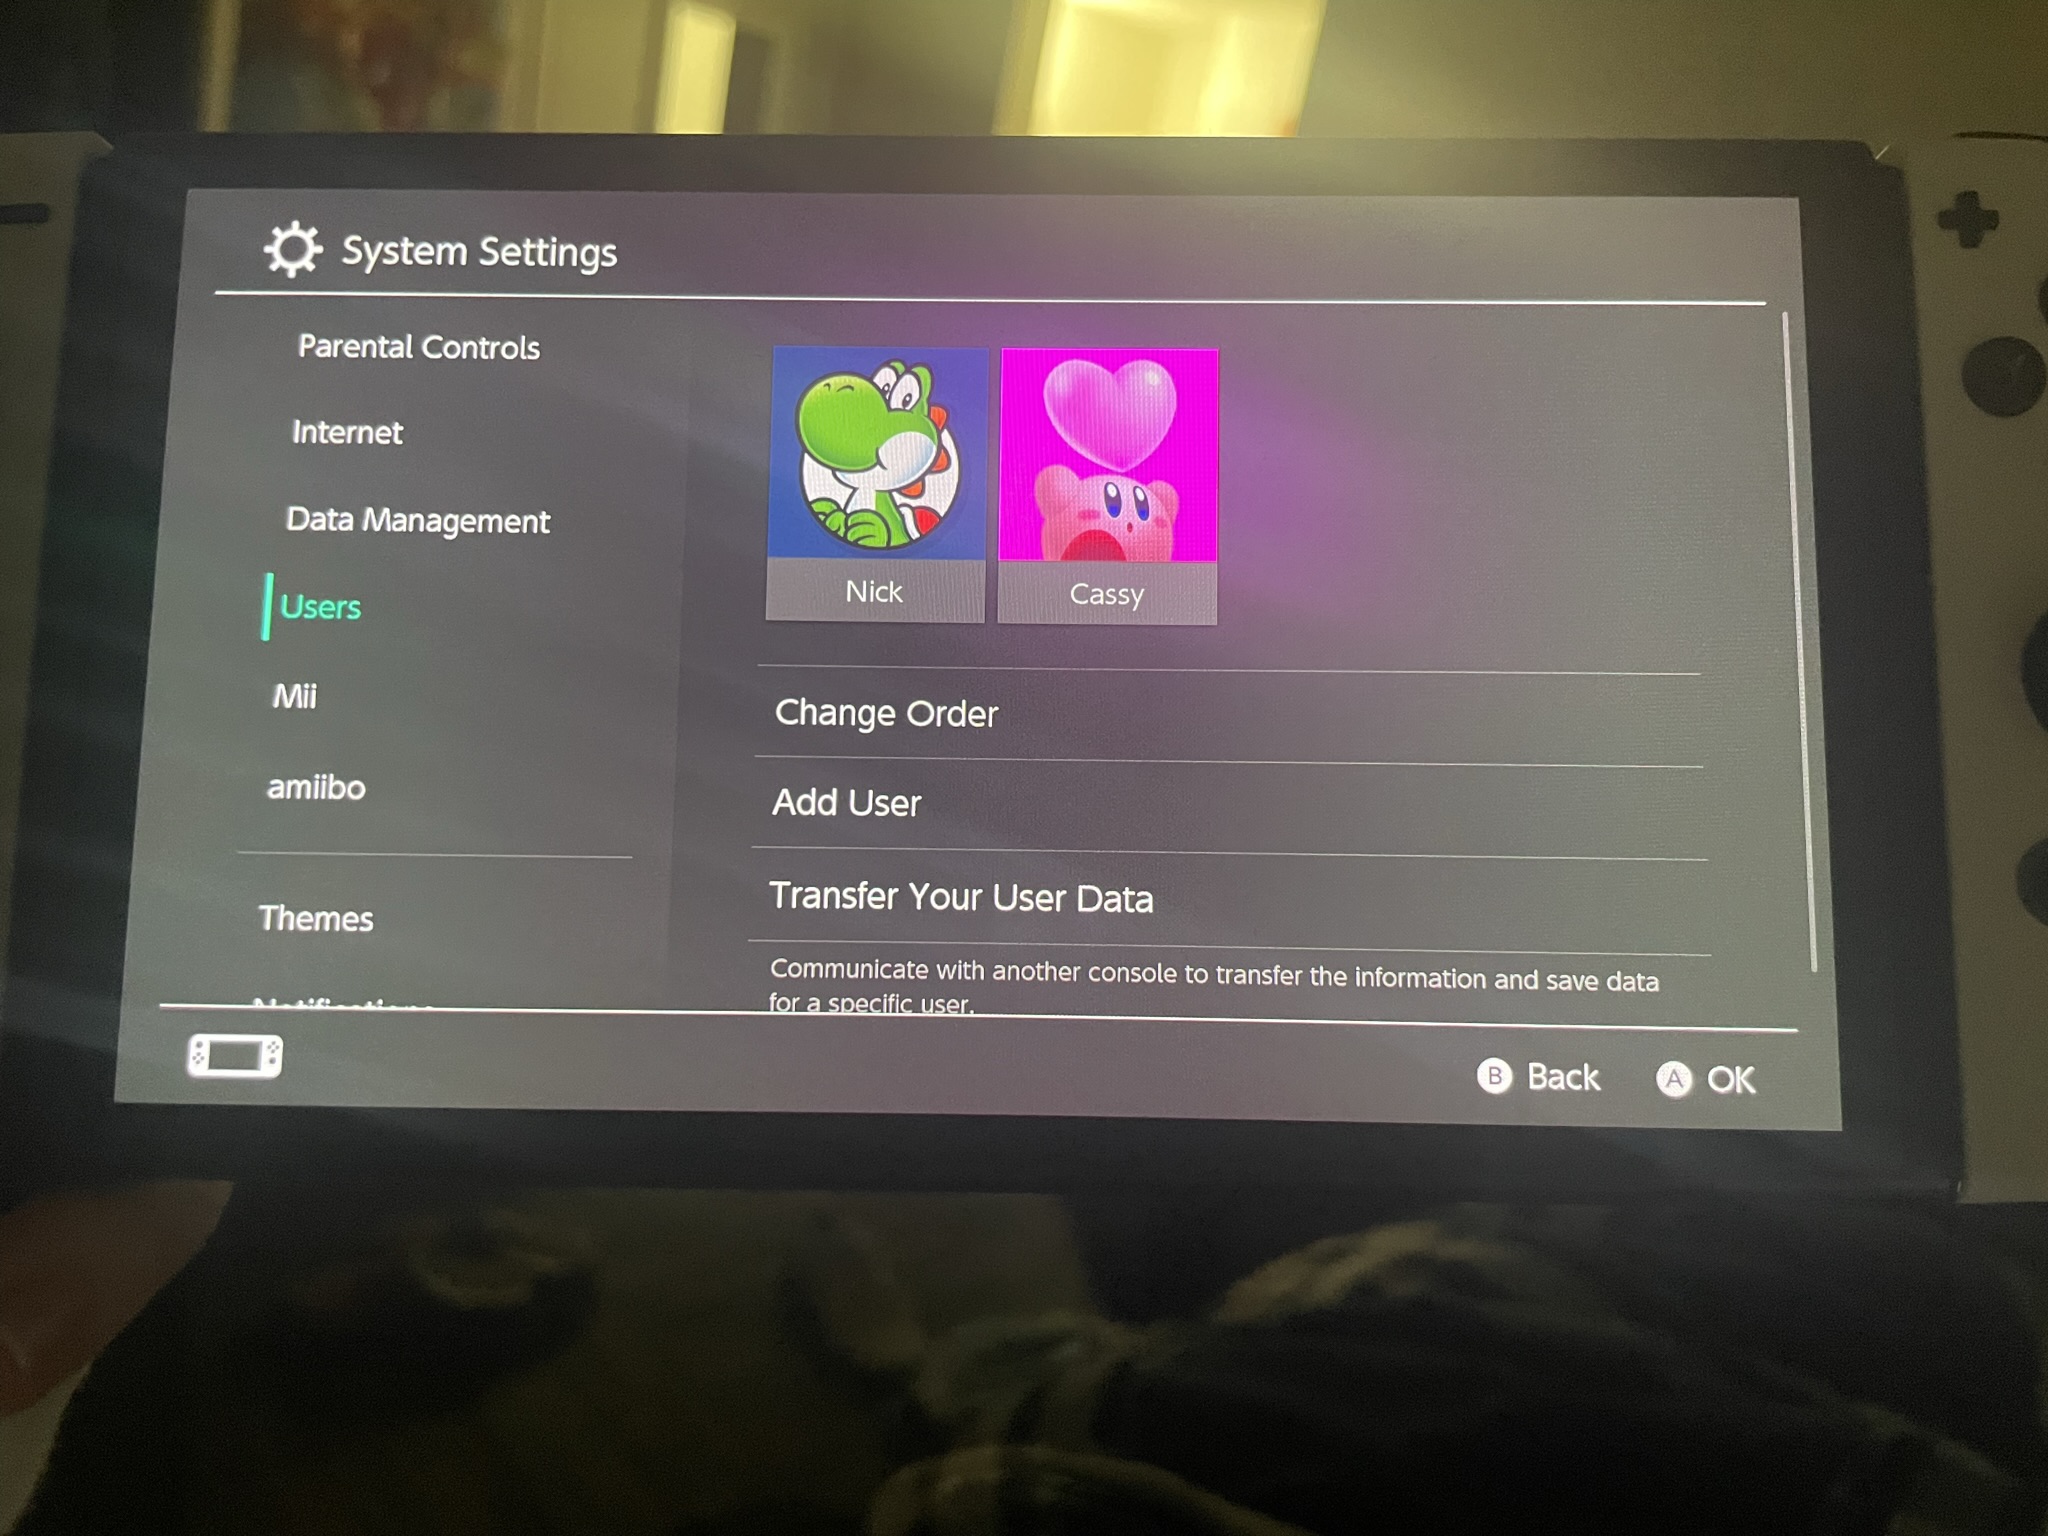 System Settings
Parental Controls
Internet
Data Management
Users
Mii
amiibo
Themes
Notifications
Nick
Cassy
Change Order
Add User
Transfer Your User Data
Communicate with another console to transfer the information and save data
for a specific user.
B Back
A OK